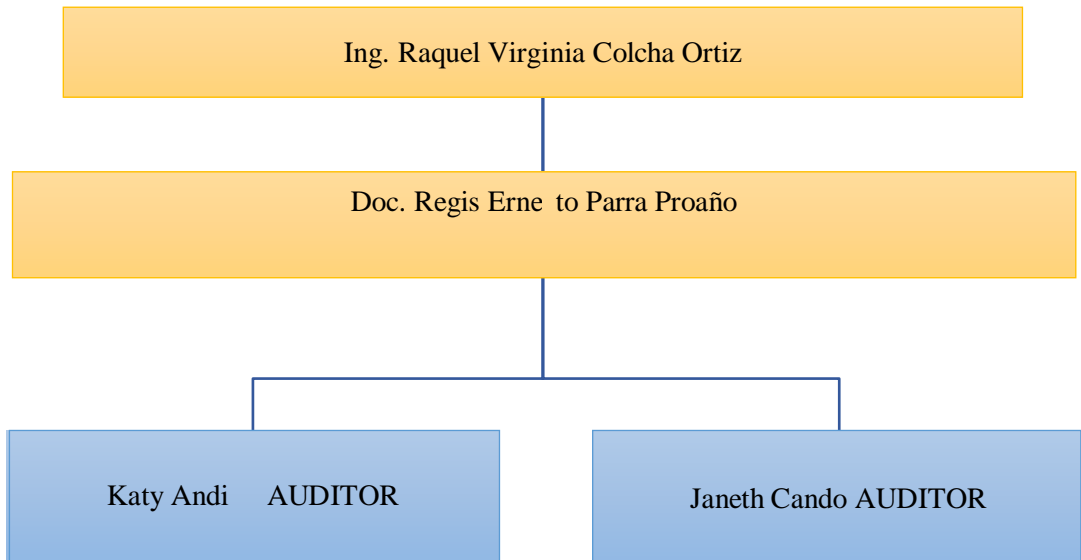 Ing. Raquel Virginia Colcha Ortiz
Doc. Regis Erne to Parra Proaño
Katy Andi AUDITOR
Janeth Cando AUDITOR